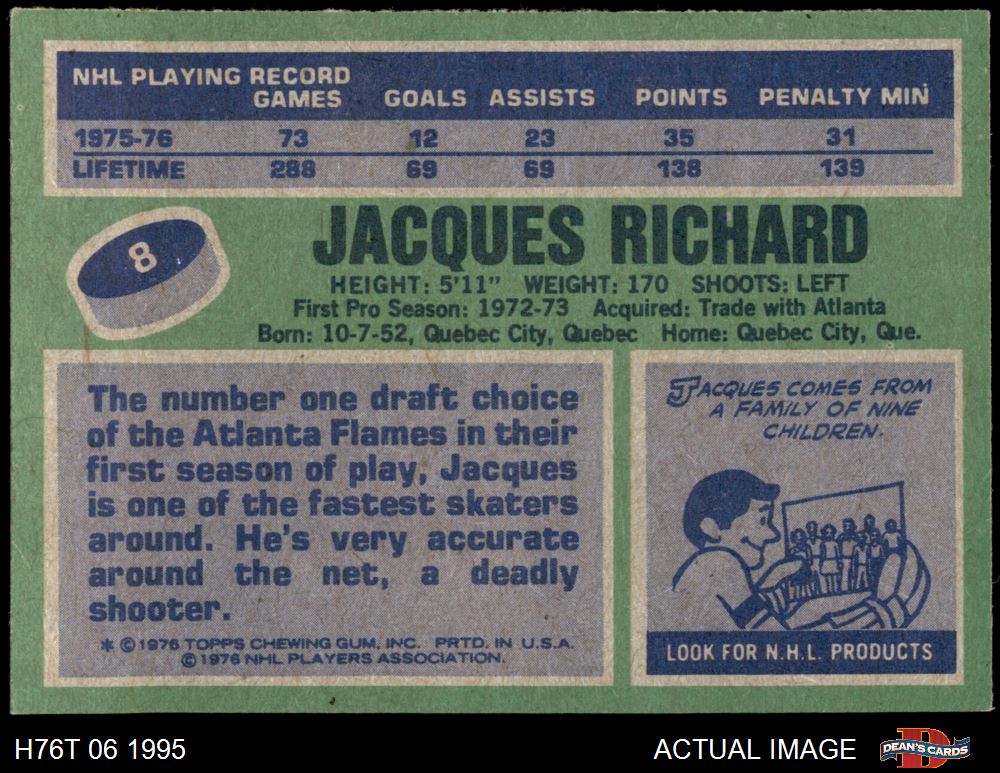 NHL PLAYING RECORD
GAMES GOALS ASSISTS POINTS PENALTY MIN
1975-76 73 12 23 35 31
LIFETIME 288 69 69 138 139
8
JACQUES RICHARD
HEIGHT: 5'11" WEIGHT: 170 SHOOTS: LEFT
First Pro Season: 1972-73 Acquired: Trade with Atlanta
Born: 10-7-52, Quebec City, Quebec Home: Quebec City, Que.
The number one draft choice
of the Atlanta Flames in their
first season of play, Jacques
is one of the fastest skaters
around. He's very accurate
around the net, a deadly
shooter.
* © 1976 TOPPS CHEWING GUM, INC. PRTD. IN U.S.A.
© 1976 NHL PLAYERS ASSOCIATION.
JACQUES COMES FROM
A FAMILY OF NINE
CHILDREN.
LOOK FOR N.H.L. PRODUCTS
H76T 06 1995
ACTUAL IMAGE
DEAN'S CARDS